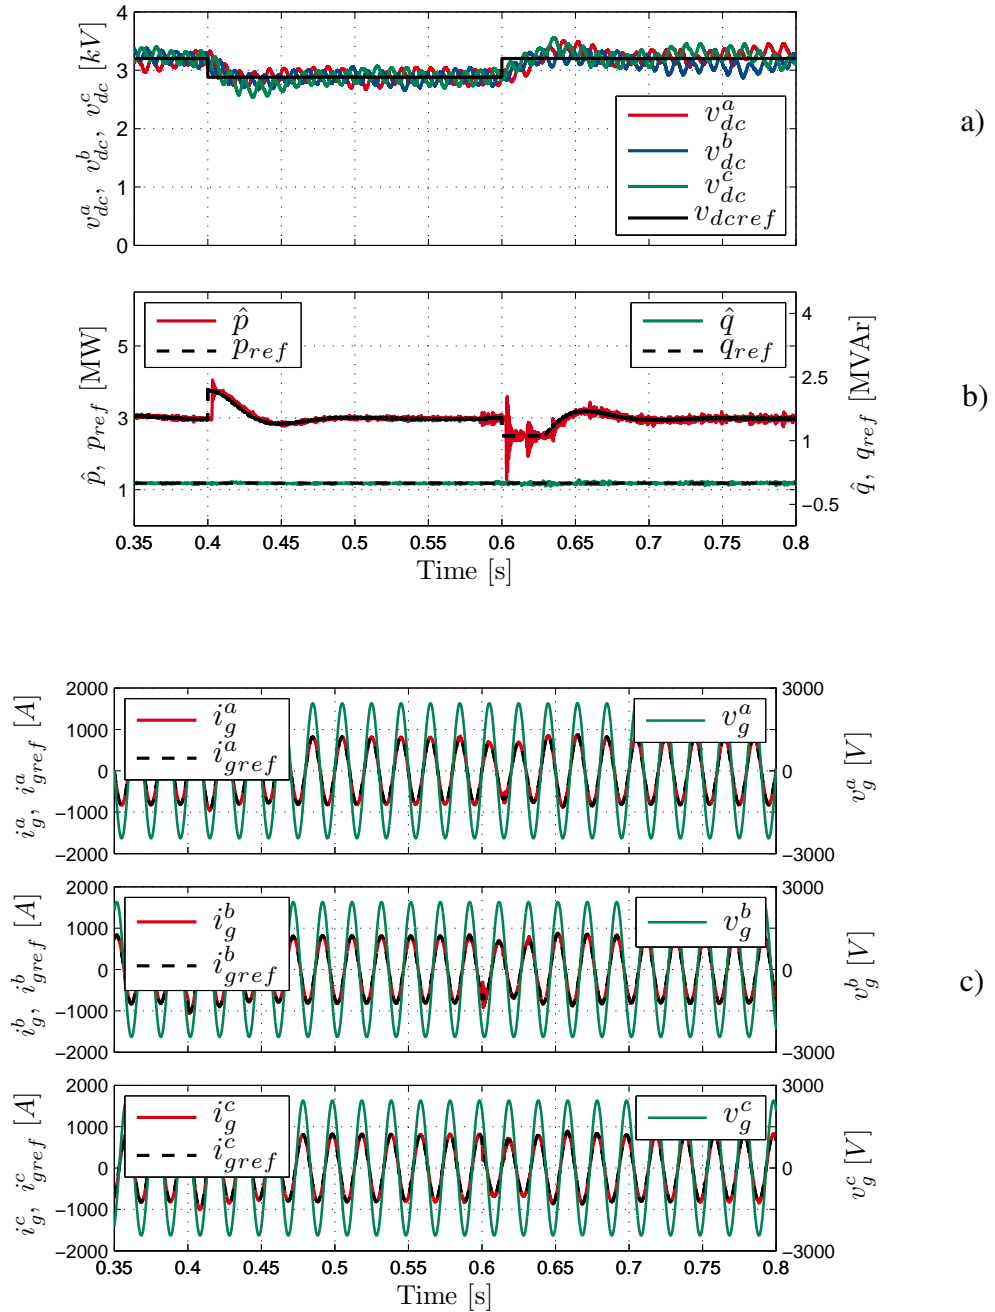 4
3
2
1
0
v_dc^a, v_dc^b, v_dc^c [kV]
v_dc^a
v_dc^b
v_dc^c
v_dcref
a)
p̂
p_ref
q̂
q_ref
5
3
1
p̂, p_ref [MW]
4
2.5
1
−0.5
q̂, q_ref [MVAr]
b)
0.35 0.4 0.45 0.5 0.55 0.6 0.65 0.7 0.75 0.8
Time [s]
2000
1000
0
−1000
−2000
i_g^a, i_gref^a [A]
i_g^a
i_gref^a
v_g^a
3000
0
−3000
v_g^a [V]
2000
1000
0
−1000
−2000
i_g^b, i_gref^b [A]
i_g^b
i_gref^b
v_g^b
3000
0
−3000
v_g^b [V]
c)
2000
1000
0
−1000
−2000
i_g^c, i_gref^c [A]
i_g^c
i_gref^c
v_g^c
3000
0
−3000
v_g^c [V]
0.35 0.4 0.45 0.5 0.55 0.6 0.65 0.7 0.75 0.8
Time [s]